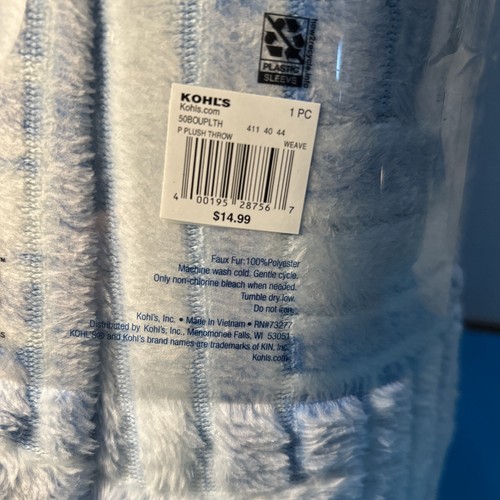 how2recycle.info
PLASTIC
SLEEVE
KOHL'S
Kohls.com
1 PC
50BOUPLTH
411 40 44
P PLUSH THROW
WEAVE
4 00195 28756 7
$14.99
Faux Fur:100%Polyester
Machine wash cold. Gentle cycle.
Only non-chlorine bleach when needed.
Tumble dry low.
Do not iron.
Kohl's, Inc. • Made in Vietnam • RN#73277
Distributed by Kohl's, Inc., Menomonee Falls, WI 53051
KOHL'S® and Kohl's brand names are trademarks of KIN, Inc.
Kohls.com